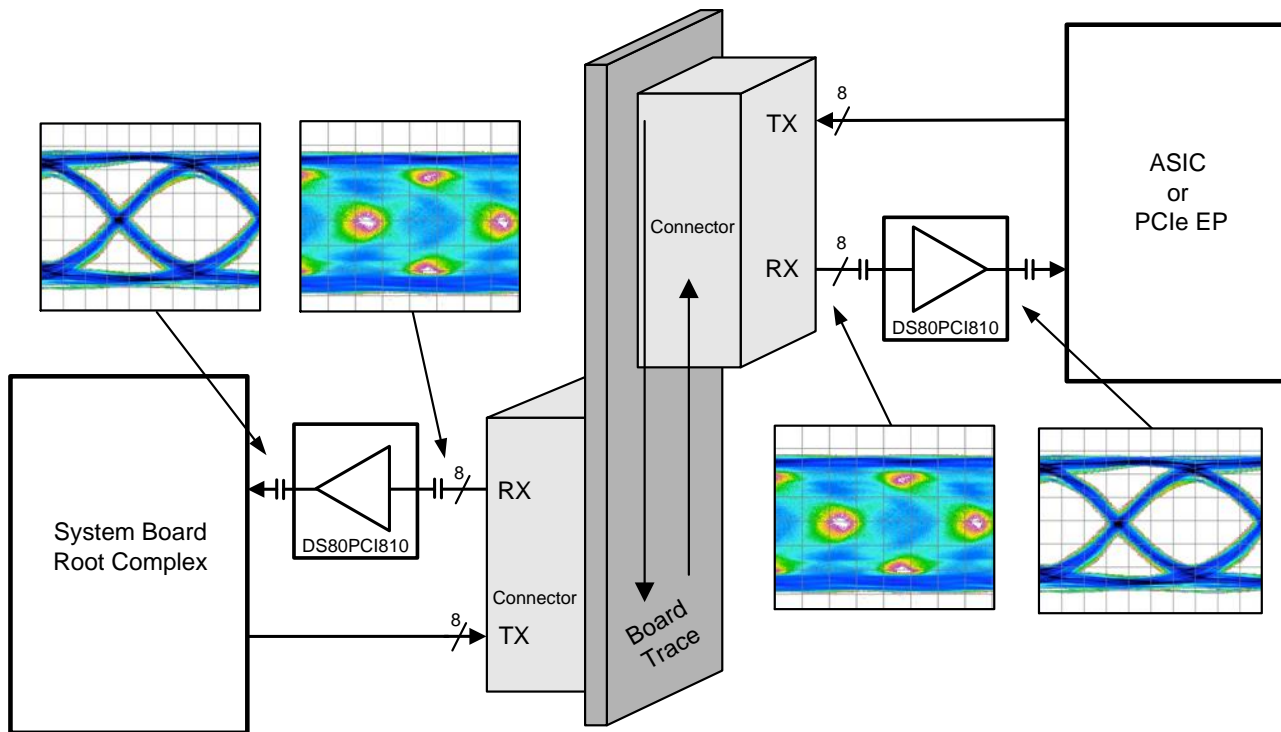 8
TX
ASIC
or
PCIe EP
Connector
8
RX
DS80PCI810
8
RX
DS80PCI810
System Board
Root Complex
Connector
8
TX
Board
Trace